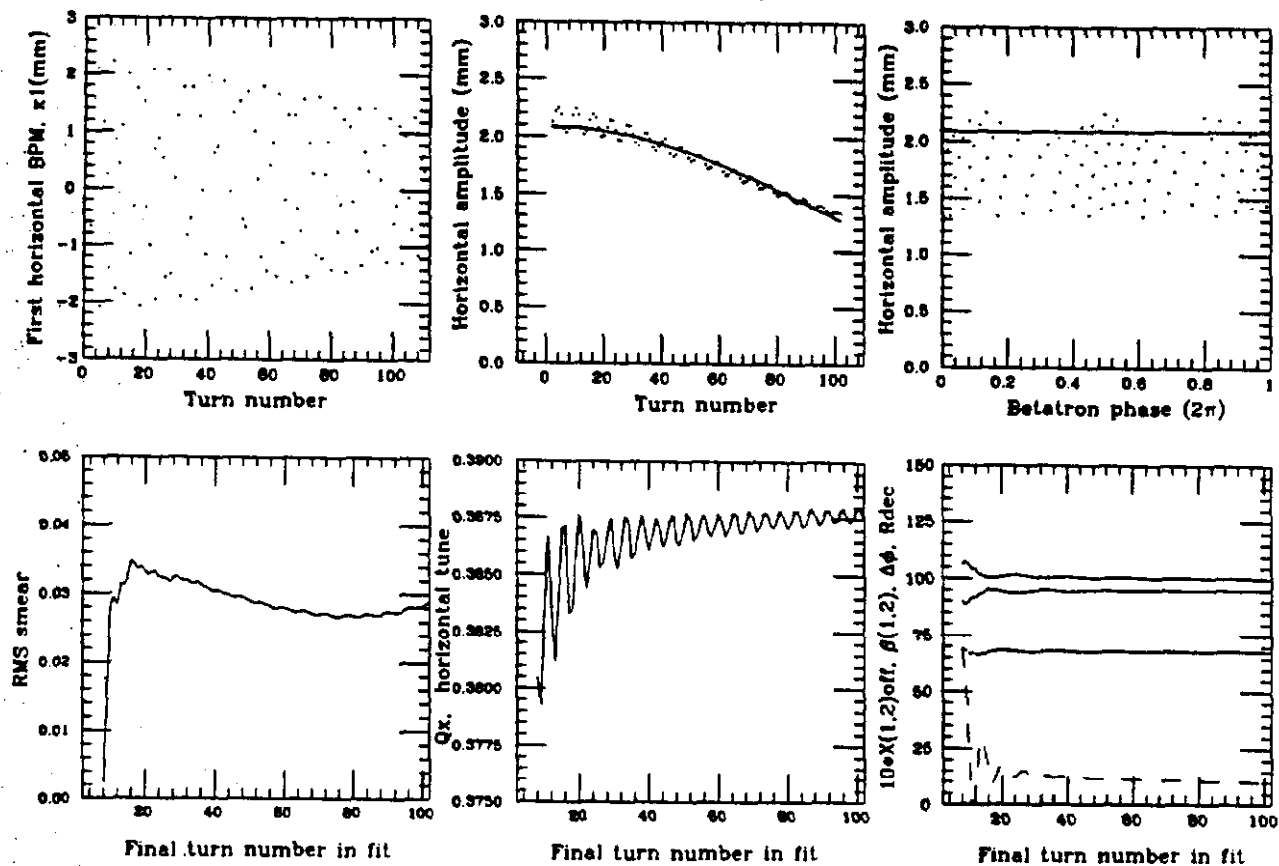 First horizontal BPM, x1(mm)
3
2
1
0
-1
-2
-3
0 20 40 60 80 100
Turn number
Horizontal amplitude (mm)
3.0
2.5
2.0
1.5
1.0
0.5
0.0
0 20 40 60 80 100
Turn number
Horizontal amplitude (mm)
3.0
2.5
2.0
1.5
1.0
0.5
0.0
0 0.2 0.4 0.6 0.8 1
Betatron phase (2π)
RMS smear
0.05
0.04
0.03
0.02
0.01
0.00
20 40 60 80 100
Final turn number in fit
Qx, horizontal tune
0.3900
0.3875
0.3850
0.3825
0.3800
0.3775
0.3750
20 40 60 80 100
Final turn number in fit
10*X(1,2)off, β(1,2), Δϕ, Rdec
150
125
100
75
50
25
0
20 40 60 80 100
Final turn number in fit